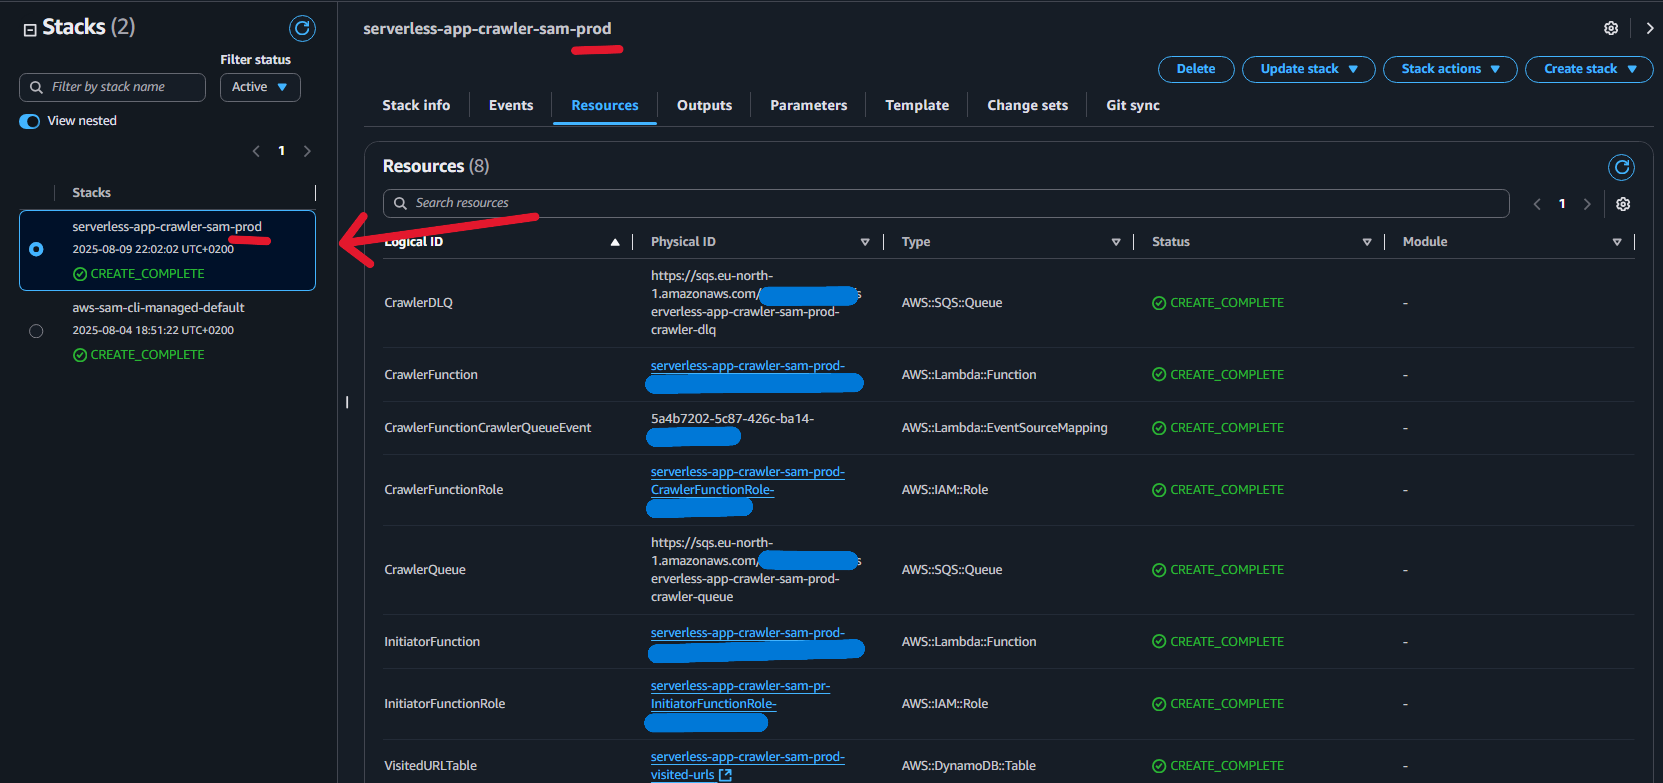 Stacks (2)
Filter status
Filter by stack name
Active
View nested
1
Stacks
serverless-app-crawler-sam-prod
2025-08-09 22:02:02 UTC+0200
CREATE_COMPLETE
aws-sam-cli-managed-default
2025-08-04 18:51:22 UTC+0200
CREATE_COMPLETE
serverless-app-crawler-sam-prod
Delete
Update stack
Stack actions
Create stack
Stack info
Events
Resources
Outputs
Parameters
Template
Change sets
Git sync
Resources (8)
Search resources
1
Logical ID
Physical ID
Type
Status
Module
CrawlerDLQ
https://sqs.eu-north-
1.amazonaws.com/ s
erverless-app-crawler-sam-prod-
crawler-dlq
AWS::SQS::Queue
CREATE_COMPLETE
-
CrawlerFunction
serverless-app-crawler-sam-prod-
AWS::Lambda::Function
CREATE_COMPLETE
-
CrawlerFunctionCrawlerQueueEvent
5a4b7202-5c87-426c-ba14-
AWS::Lambda::EventSourceMapping
CREATE_COMPLETE
-
CrawlerFunctionRole
serverless-app-crawler-sam-prod-
CrawlerFunctionRole-
AWS::IAM::Role
CREATE_COMPLETE
-
CrawlerQueue
https://sqs.eu-north-
1.amazonaws.com/ s
erverless-app-crawler-sam-prod-
crawler-queue
AWS::SQS::Queue
CREATE_COMPLETE
-
InitiatorFunction
serverless-app-crawler-sam-prod-
AWS::Lambda::Function
CREATE_COMPLETE
-
InitiatorFunctionRole
serverless-app-crawler-sam-pr-
InitiatorFunctionRole-
AWS::IAM::Role
CREATE_COMPLETE
-
VisitedURLTable
serverless-app-crawler-sam-prod-
visited-urls
AWS::DynamoDB::Table
CREATE_COMPLETE
-